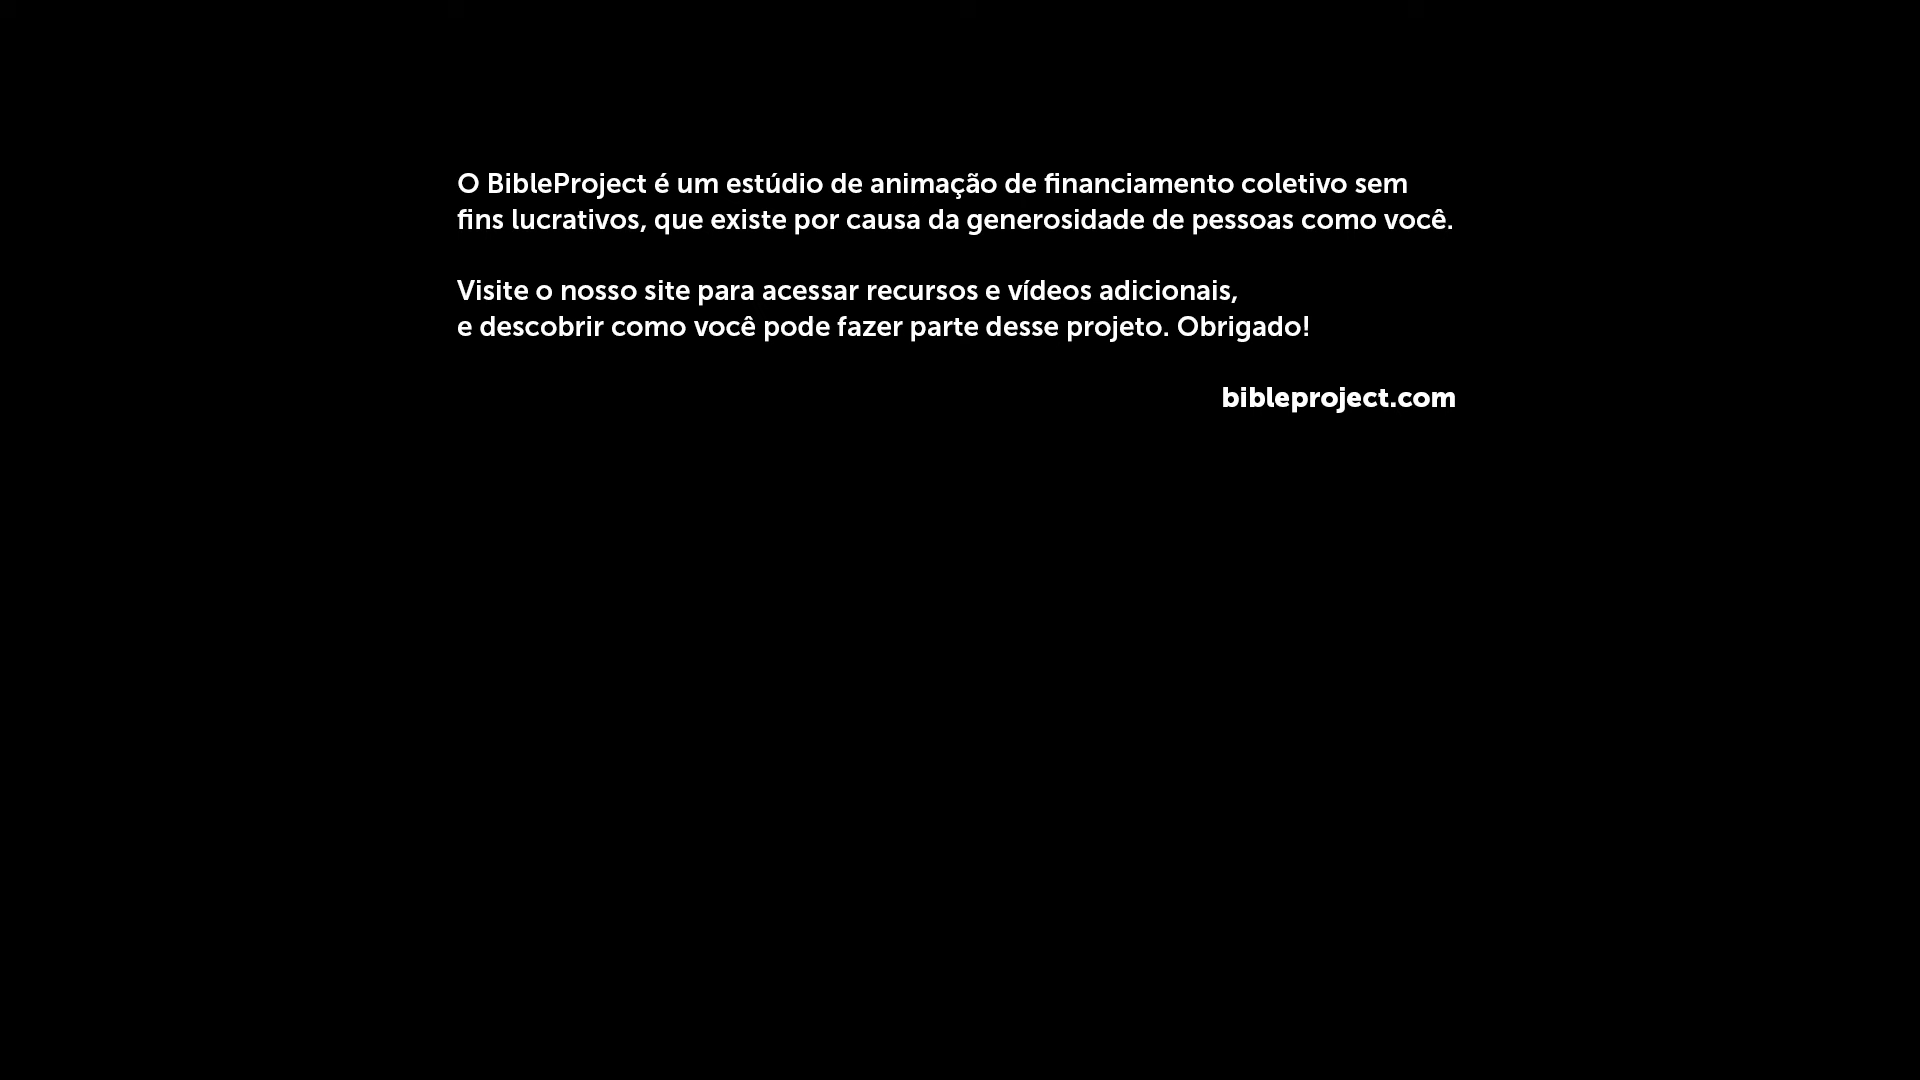 O BibleProject é um estúdio de animação de financiamento coletivo sem
fins lucrativos, que existe por causa da generosidade de pessoas como você.
Visite o nosso site para acessar recursos e vídeos adicionais,
e descobrir como você pode fazer parte desse projeto. Obrigado!
bibleproject.com